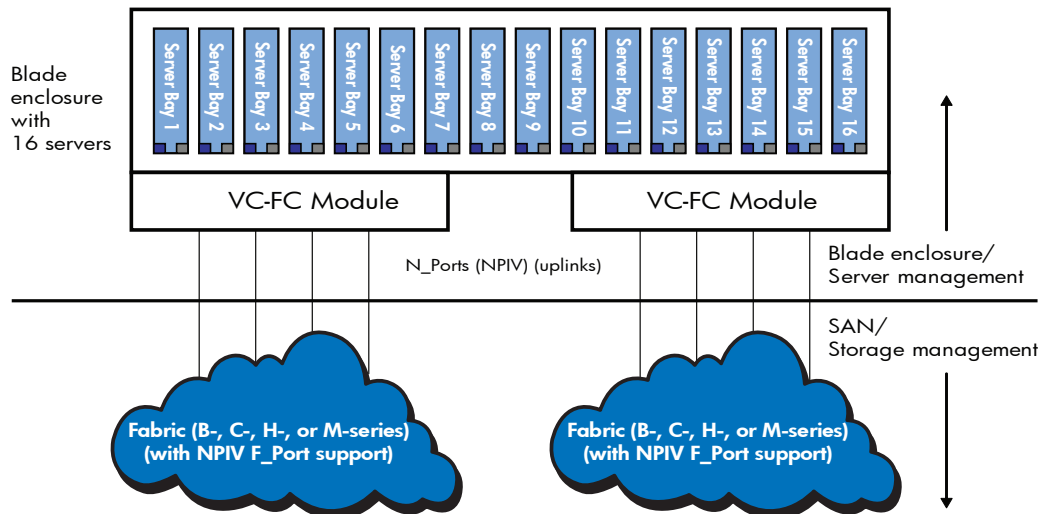 Blade
enclosure
with
16 servers
Server Bay 1
Server Bay 2
Server Bay 3
Server Bay 4
Server Bay 5
Server Bay 6
Server Bay 7
Server Bay 8
Server Bay 9
Server Bay 10
Server Bay 11
Server Bay 12
Server Bay 13
Server Bay 14
Server Bay 15
Server Bay 16
VC-FC Module
VC-FC Module
N_Ports (NPIV) (uplinks)
Blade enclosure/
Server management
SAN/
Storage management
Fabric (B-, C-, H-, or M-series)
(with NPIV F_Port support)
Fabric (B-, C-, H-, or M-series)
(with NPIV F_Port support)